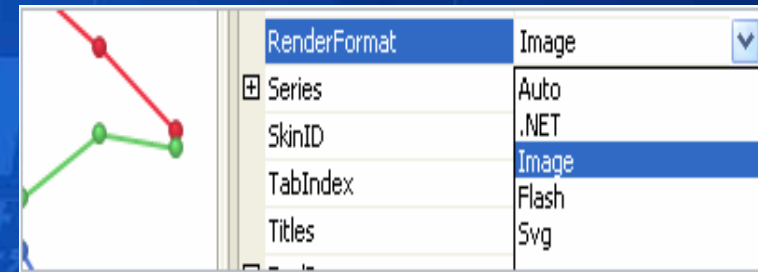 RenderFormat Image
Series Auto
.NET
SkinID
Image
TabIndex
Flash
Titles Svg